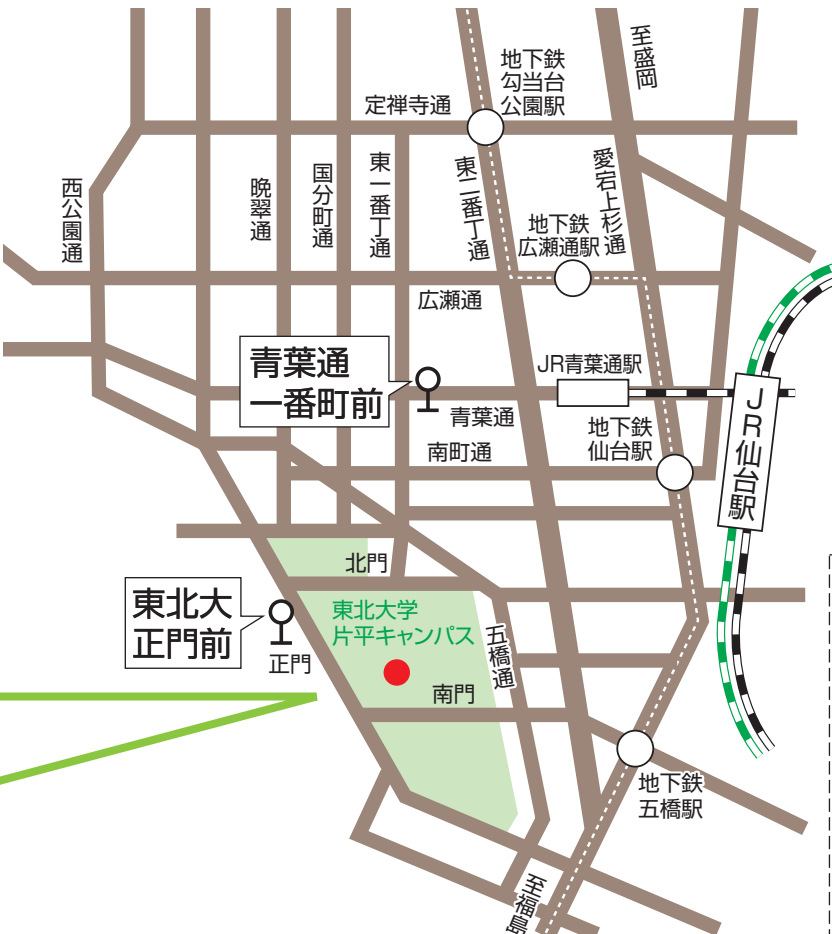 地下鉄
勾当台
公園駅
至盛岡
定禅寺通
西公園通
晩翠通
国分町通
東一番丁通
東二番丁通
愛宕上杉通
地下鉄
広瀬通駅
広瀬通
青葉通
一番町前
JR青葉通駅
青葉通
地下鉄
仙台駅
JR仙台駅
南町通
北門
東北大
正門前
正門
東北大学
片平キャンパス
五橋通
南門
地下鉄
五橋駅
至福島